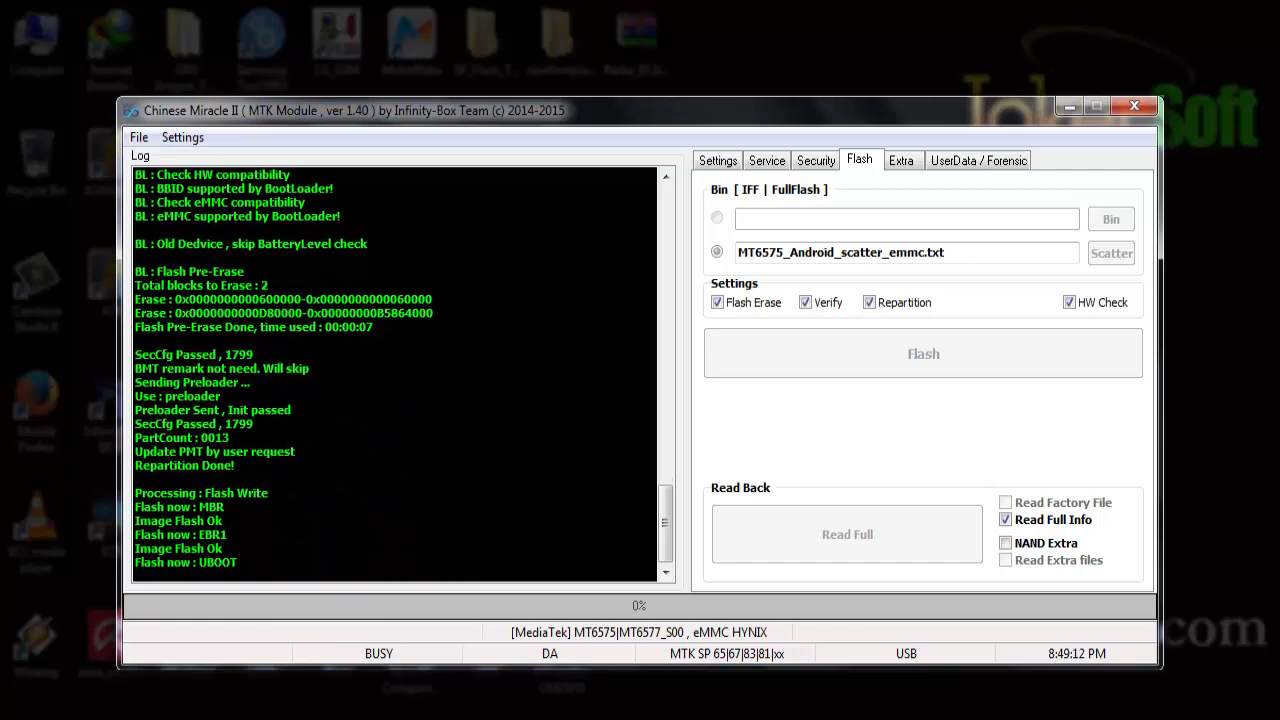 Chinese Miracle II ( MTK Module , ver 1.40 ) by Infinity-Box Team (c) 2014-2015
File Settings
Log
BL : Check HW compatibility
BL : BBID supported by BootLoader!
BL : Check eMMC compatibility
BL : eMMC supported by BootLoader!
BL : Old Dedvice , skip BatteryLevel check
BL : Flash Pre-Erase
Total blocks to Erase : 2
Erase : 0x0000000000600000-0x0000000000060000
Erase : 0x0000000000D80000-0x00000000B5864000
Flash Pre-Erase Done, time used : 00:00:07
SecCfg Passed , 1799
BMT remark not need. Will skip
Sending Preloader ...
Use : preloader
Preloader Sent , Init passed
SecCfg Passed , 1799
PartCount : 0013
Update PMT by user request
Repartition Done!
Processing : Flash Write
Flash now : MBR
Image Flash Ok
Flash now : EBR1
Image Flash Ok
Flash now : UBOOT
Settings Service Security Flash Extra UserData / Forensic
Bin [ IFF | FullFlash ]
Bin
MT6575_Android_scatter_emmc.txt Scatter
Settings
Flash Erase Verify Repartition HW Check
Flash
Read Back
Read Full
Read Factory File
Read Full Info
NAND Extra
Read Extra files
0%
[MediaTek] MT6575|MT6577_S00 , eMMC HYNIX
BUSY DA MTK SP 65|67|83|81|xx USB 8:49:12 PM
Soft
.com